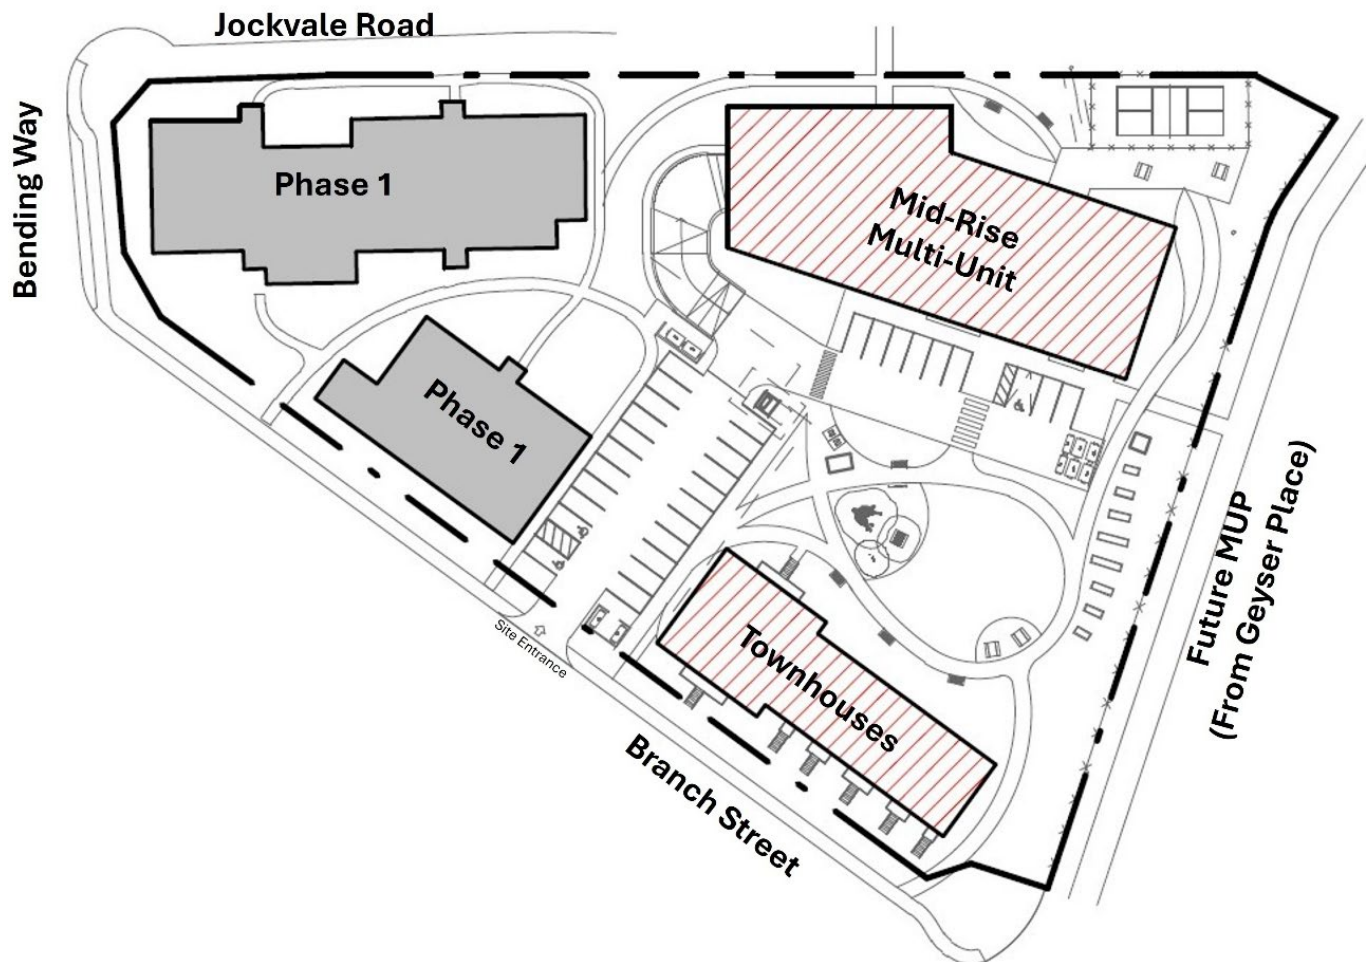 Jockvale Road
Bending Way
Phase 1
Mid-Rise
Multi-Unit
Phase 1
Future MUP
(From Geyser Place)
Site Entrance
Townhouses
Branch Street